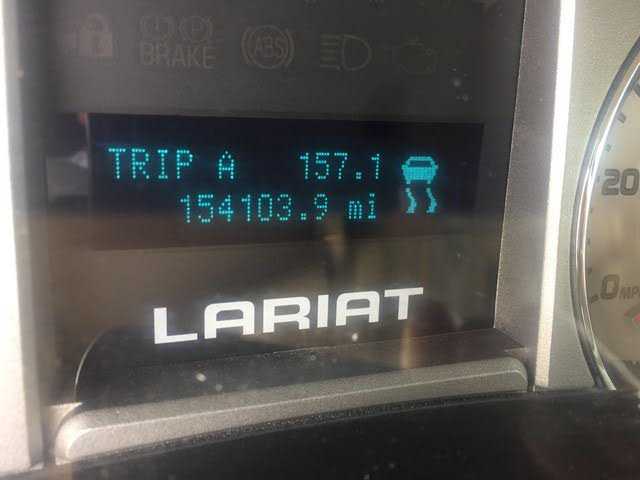 BRAKE
ABS
TRIP A 157.1
154103.9 mi
LARIAT
20
0 MP